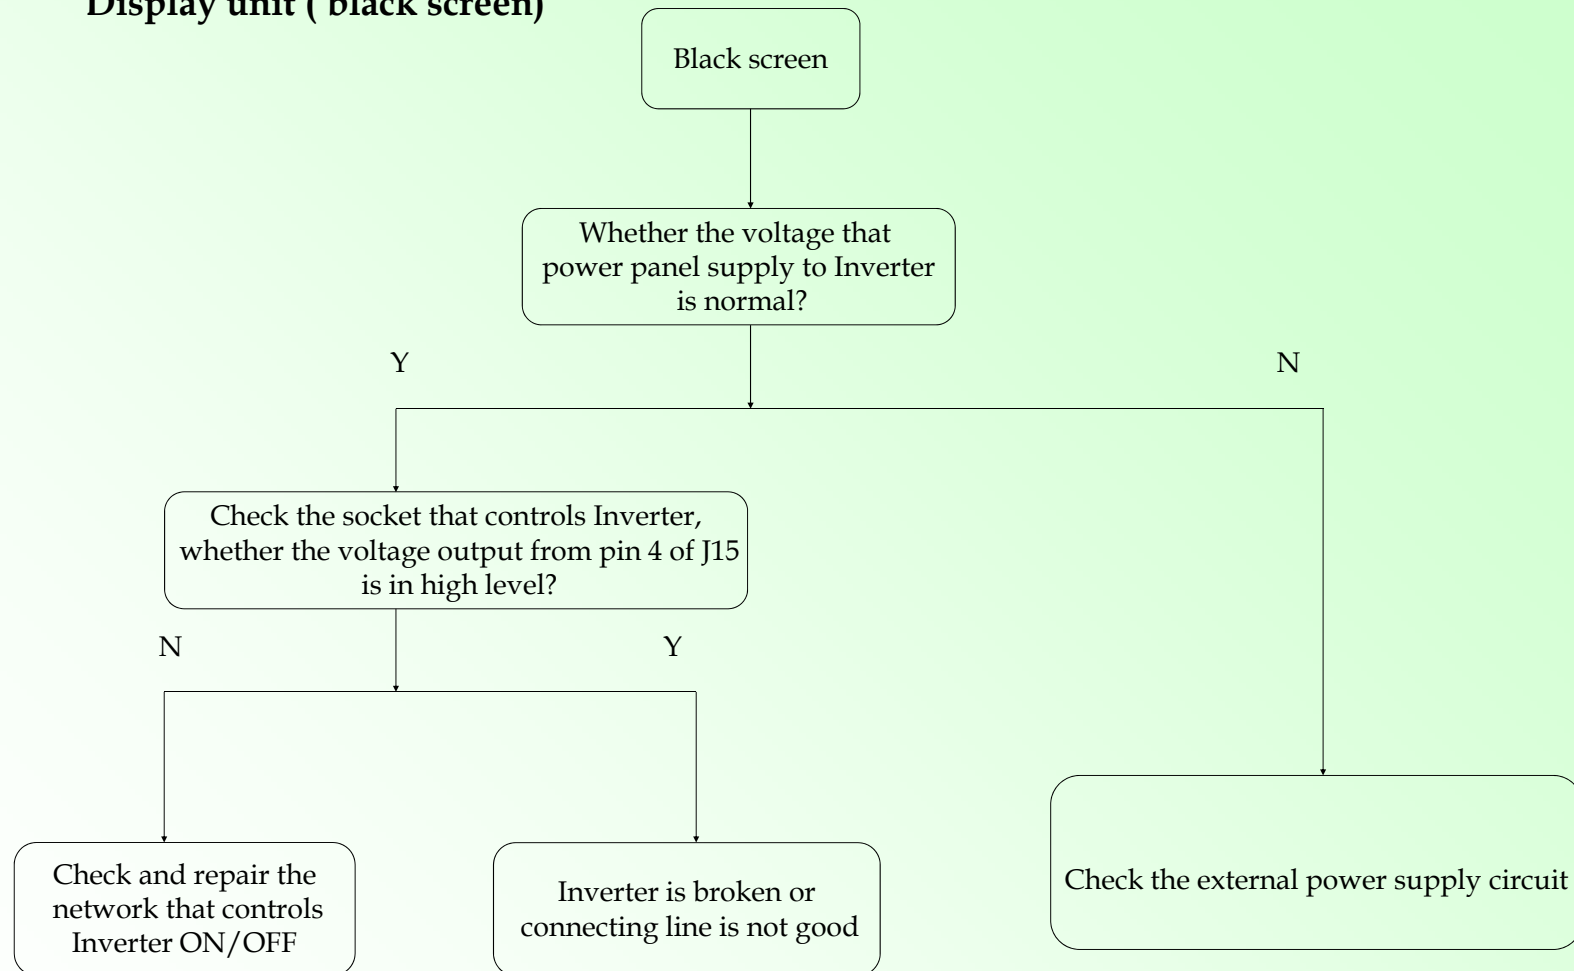 Display unit ( black screen)
Black screen
Whether the voltage that
power panel supply to Inverter
is normal?
Y
N
Check the socket that controls Inverter,
whether the voltage output from pin 4 of J15
is in high level?
N
Y
Check and repair the
network that controls
Inverter ON/OFF
Inverter is broken or
connecting line is not good
Check the external power supply circuit